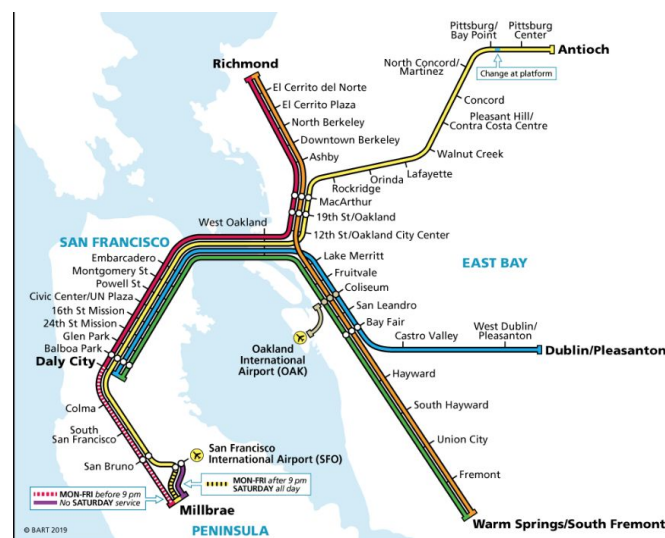 Pittsburg/
Bay Point
Pittsburg
Center
Antioch
North Concord/
Martinez
Change at platform
Richmond
El Cerrito del Norte
El Cerrito Plaza
North Berkeley
Downtown Berkeley
Ashby
Concord
Pleasant Hill/
Contra Costa Centre
Walnut Creek
Lafayette
Orinda
Rockridge
MacArthur
19th St/Oakland
12th St/Oakland City Center
West Oakland
SAN FRANCISCO
EAST BAY
Embarcadero
Montgomery St
Powell St
Civic Center/UN Plaza
16th St Mission
24th St Mission
Glen Park
Balboa Park
Daly City
Lake Merritt
Fruitvale
Coliseum
San Leandro
Bay Fair
Oakland
International
Airport (OAK)
Castro Valley
West Dublin/
Pleasanton
Dublin/Pleasanton
Hayward
South Hayward
Union City
Fremont
Warm Springs/South Fremont
Colma
South
San Francisco
San Bruno
San Francisco
International Airport (SFO)
MON-FRI before 9 pm
No SATURDAY service
MON-FRI after 9 pm
SATURDAY all day
Millbrae
PENINSULA
© BART 2019